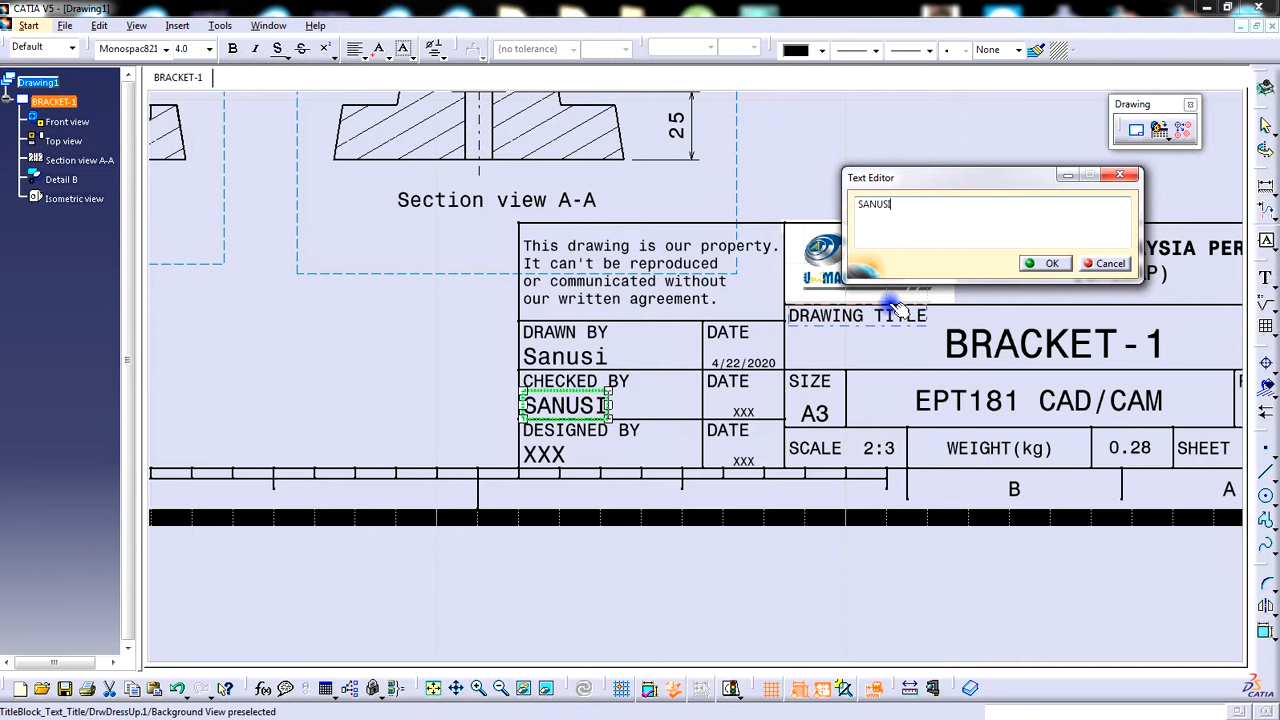 CATIA V5 - [Drawing1]
Start File Edit View Insert Tools Window Help
Default Monospac821 4.0 B I S (no tolerance) None
Drawing1
BRACKET-1
Front view
Top view
Section view A-A
Detail B
Isometric view
BRACKET-1
Drawing
25
Section view A-A
Text Editor
SANUSI
OK Cancel
This drawing is our property.
It can't be reproduced
or communicated without
our written agreement.
AYSIA PER
DRAWN BY DATE
Sanusi 4/22/2020
DRAWING TITLE
BRACKET-1
CHECKED BY DATE
SANUSI XXX
SIZE
A3
EPT181 CAD/CAM
DESIGNED BY DATE
XXX XXX
SCALE 2:3 WEIGHT(kg) 0.28 SHEET
B A
CATIA
TitleBlock_Text_Title/DrwDressUp.1/Background View preselected